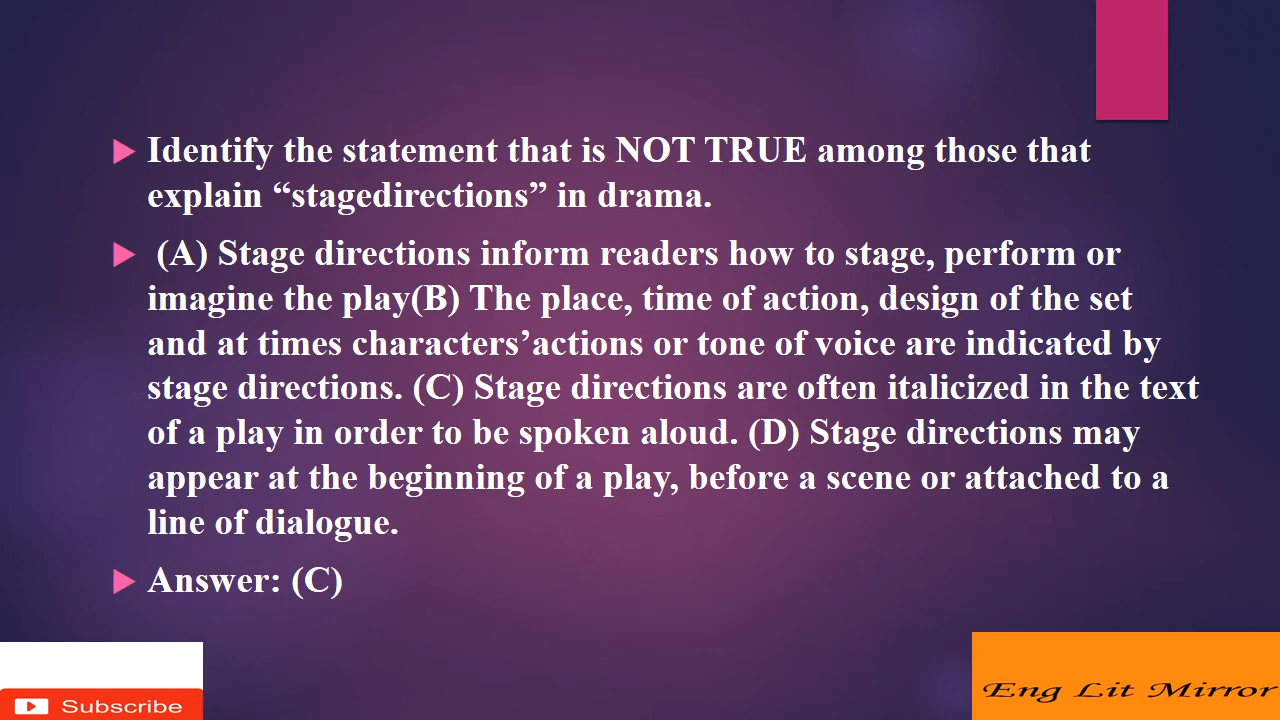 Identify the statement that is NOT TRUE among those that
explain “stagedirections” in drama.
(A) Stage directions inform readers how to stage, perform or
imagine the play(B) The place, time of action, design of the set
and at times characters’actions or tone of voice are indicated by
stage directions. (C) Stage directions are often italicized in the text
of a play in order to be spoken aloud. (D) Stage directions may
appear at the beginning of a play, before a scene or attached to a
line of dialogue.
Answer: (C)
Subscribe
Eng Lit Mirror